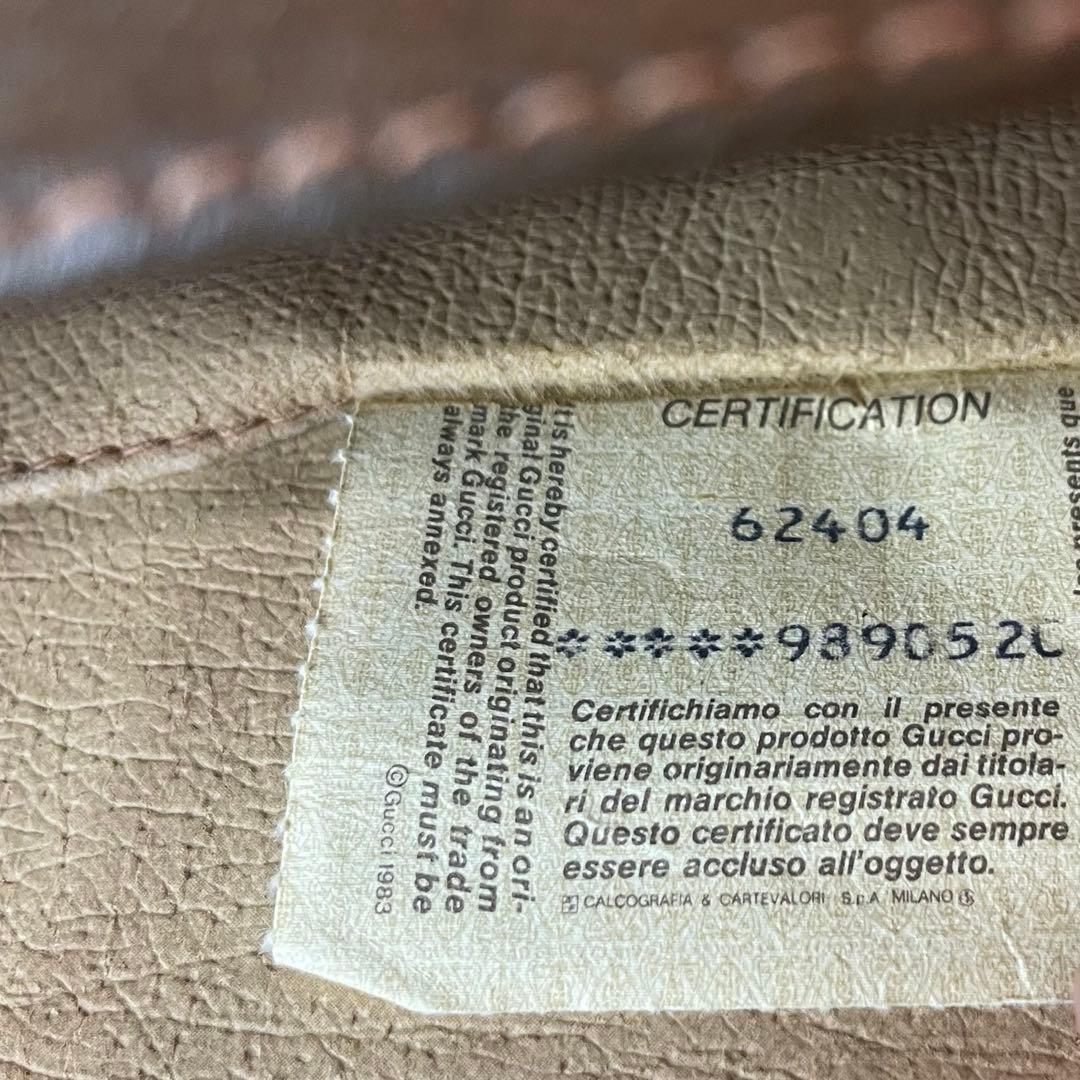 CERTIFICATION
62404
*****989052
Certifichiamo con il presente
che questo prodotto Gucci pro-
viene originariamente dai titola-
ri del marchio registrato Gucci.
Questo certificato deve sempre
essere accluso all'oggetto.
CALCOGRAFIA & CARTEVALORI S.p.A MILANO
It is hereby certified that this is an ori-
ginal Gucci product originating from
the registered owners of the trade
mark Gucci. This certificate must be
always annexed.
©Gucci 1983
presents que